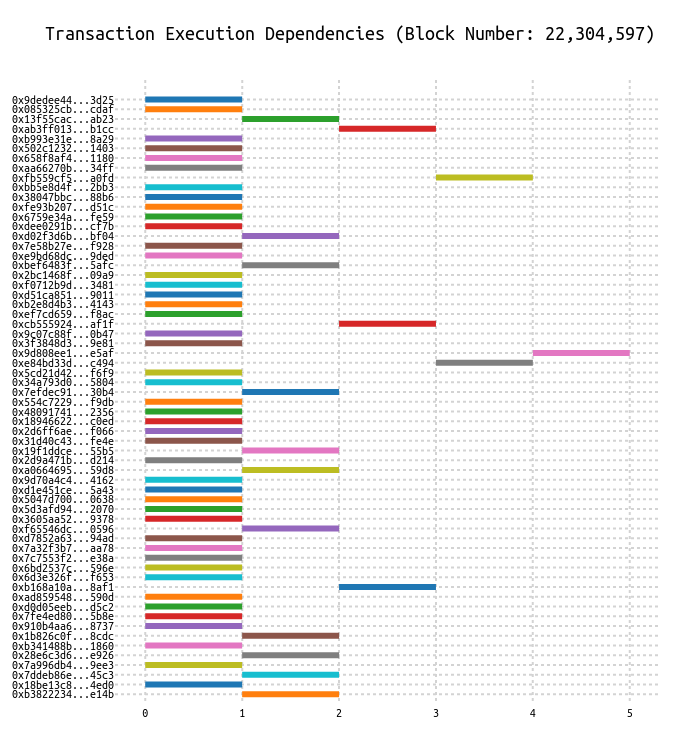 Transaction Execution Dependencies (Block Number: 22,304,597)
0x9dedee44...3d25
0x085325cb...cdaf
0x13f55cac...ab23
0xab3ff013...b1cc
0xb993e31e...8a29
0x502c1232...1403
0x658f8af4...1180
0xaa66270b...34ff
0xfb559cf5...a0fd
0xbb5e8d4f...2bb3
0x38047bbc...88b6
0xfe93b207...d51c
0x6759e34a...fe59
0xdee0291b...cf7b
0xd02f3d6b...bf04
0x7e58b27e...f928
0xe9bd68dc...9ded
0xbef6483f...5afc
0x2bc1468f...09a9
0xf0712b9d...3481
0xd51ca851...9011
0xb2e8d4b3...4143
0xef7cd659...f8ac
0xcb555924...af1f
0x9c07c88f...0b47
0x3f3848d3...9e81
0x9d808ee1...e5af
0xe84bd33d...c494
0x5cd21d42...f6f9
0x34a793d0...5804
0x7efdec91...30b4
0x554c7229...f9db
0x48091741...2356
0x18946622...c0ed
0x2d6ff6ae...f066
0x31d40c43...fe4e
0x19f1ddce...55b5
0x2d9a471b...d214
0xa0664695...59d8
0x9d70a4c9...4162
0xd1e451ce...5a43
0x5047d700...0638
0x5d3afd94...2070
0x3605aa52...9378
0xf65546dc...0596
0xd7852a63...94ad
0x7a32f3b7...aa78
0x7c7553f2...e38a
0x6bd2537c...596e
0x6d3e326f...f653
0xb168a10a...8af1
0xad859548...590d
0xd0d05eeb...d5c2
0x7fe4ed80...5b8e
0x910b4aa6...8737
0x1b826c0f...8cdc
0xb341488b...1860
0x28e6c3d6...e926
0x7a996db4...9ee3
0x7ddeb86e...45c3
0x18be13c8...4ed0
0xb3822234...e14b
0 1 2 3 4 5